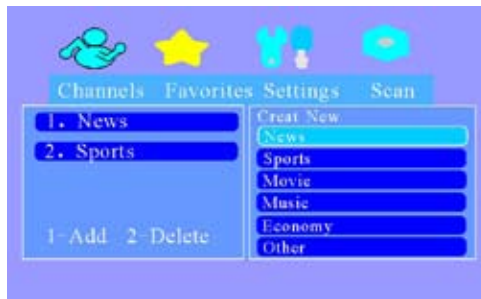 Channels Favorites Settings Scan
1. News
2. Sports
1-Add 2-Delete
Creat New
News
Sports
Movie
Music
Economy
Other